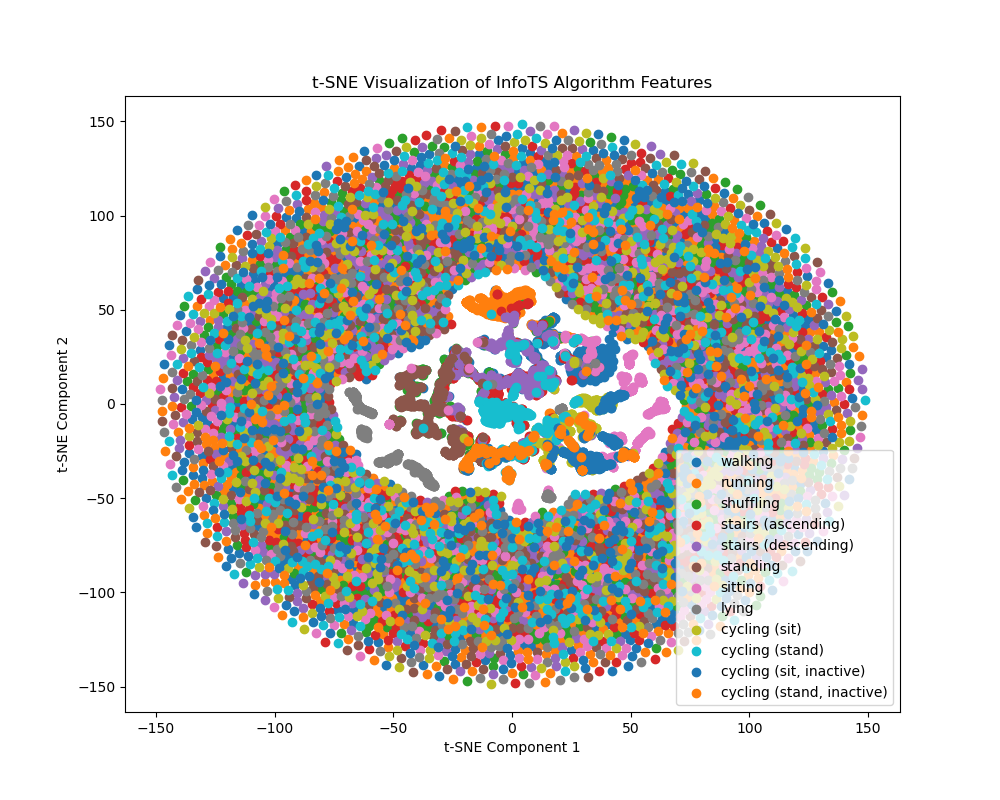 t-SNE Visualization of InfoTS Algorithm Features
150
100
50
0
−50
−100
−150
t-SNE Component 2
walking
running
shuffling
stairs (ascending)
stairs (descending)
standing
sitting
lying
cycling (sit)
cycling (stand)
cycling (sit, inactive)
cycling (stand, inactive)
−150 −100 −50 0 50 100 150
t-SNE Component 1